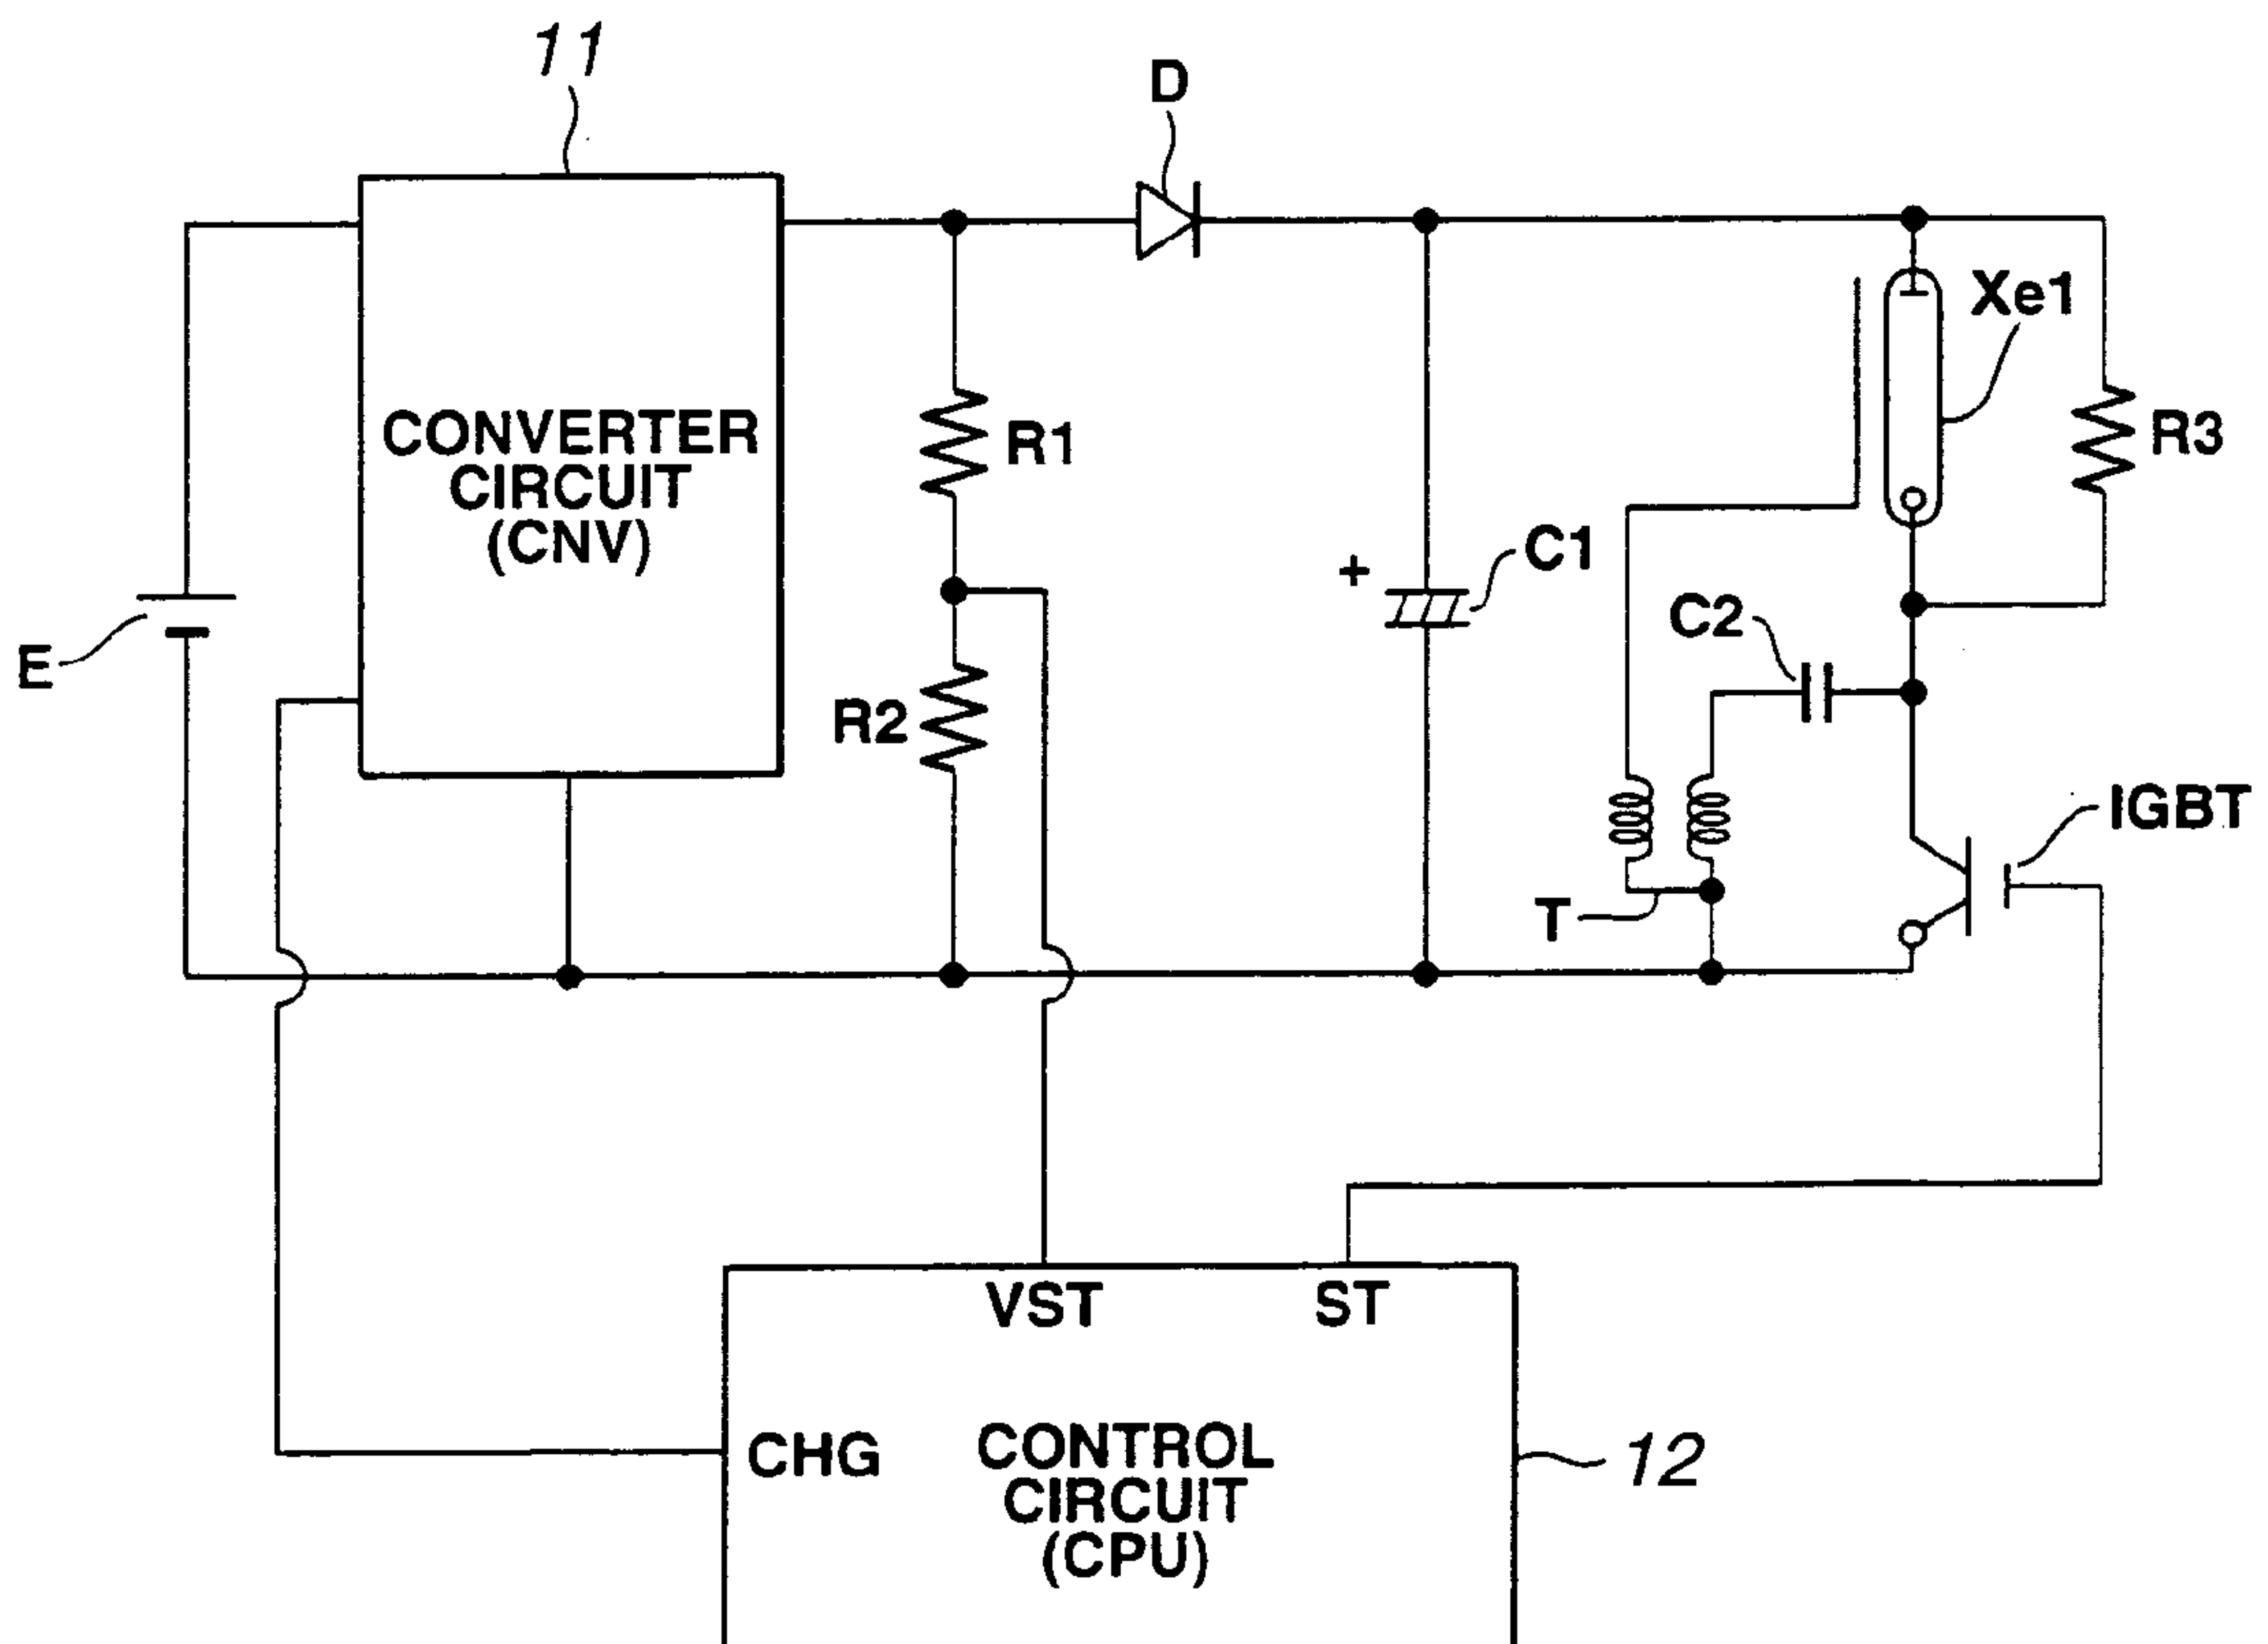 11
D
Xe1
CONVERTER
CIRCUIT
(CNV)
R1
R3
+
C1
C2
E
R2
IGBT
T
VST
ST
CHG
CONTROL
CIRCUIT
(CPU)
12